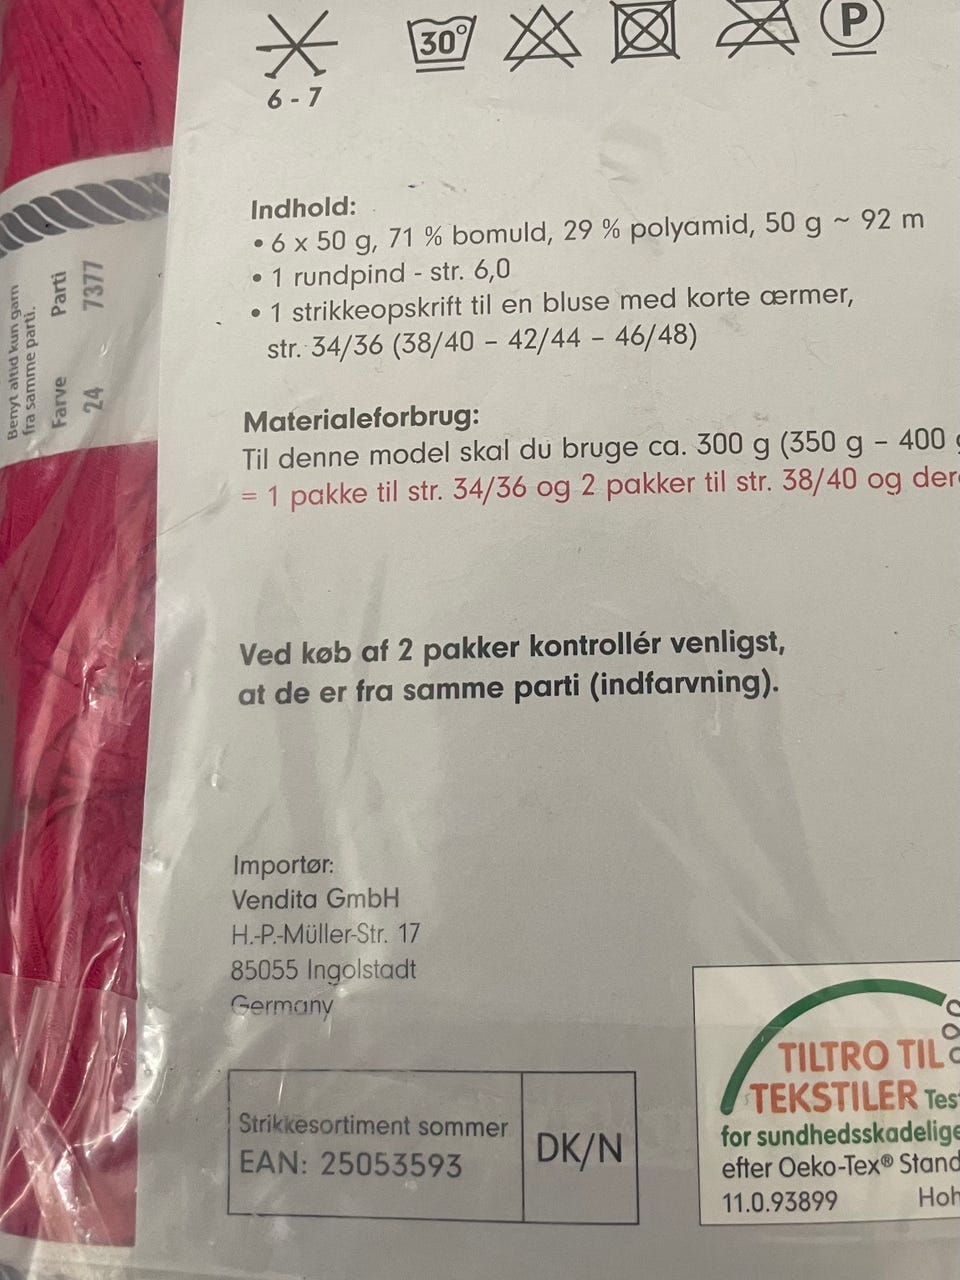 6 - 7
30°
P
Indhold:
• 6 x 50 g, 71 % bomuld, 29 % polyamid, 50 g ~ 92 m
• 1 rundpind - str. 6,0
• 1 strikkeopskrift til en bluse med korte ærmer,
str. 34/36 (38/40 – 42/44 – 46/48)
Materialeforbrug:
Til denne model skal du bruge ca. 300 g (350 g – 400 g
= 1 pakke til str. 34/36 og 2 pakker til str. 38/40 og der
Ved køb af 2 pakker kontrollér venligst,
at de er fra samme parti (indfarvning).
Importør:
Vendita GmbH
H.-P.-Müller-Str. 17
85055 Ingolstadt
Germany
Strikkesortiment sommer
EAN: 25053593
DK/N
TILTRO TIL
TEKSTILER Tes
for sundhedsskadelige
efter Oeko-Tex® Stand
11.0.93899 Hoh
Benyt altid kun garn
fra samme parti.
Farve Parti
24 7377